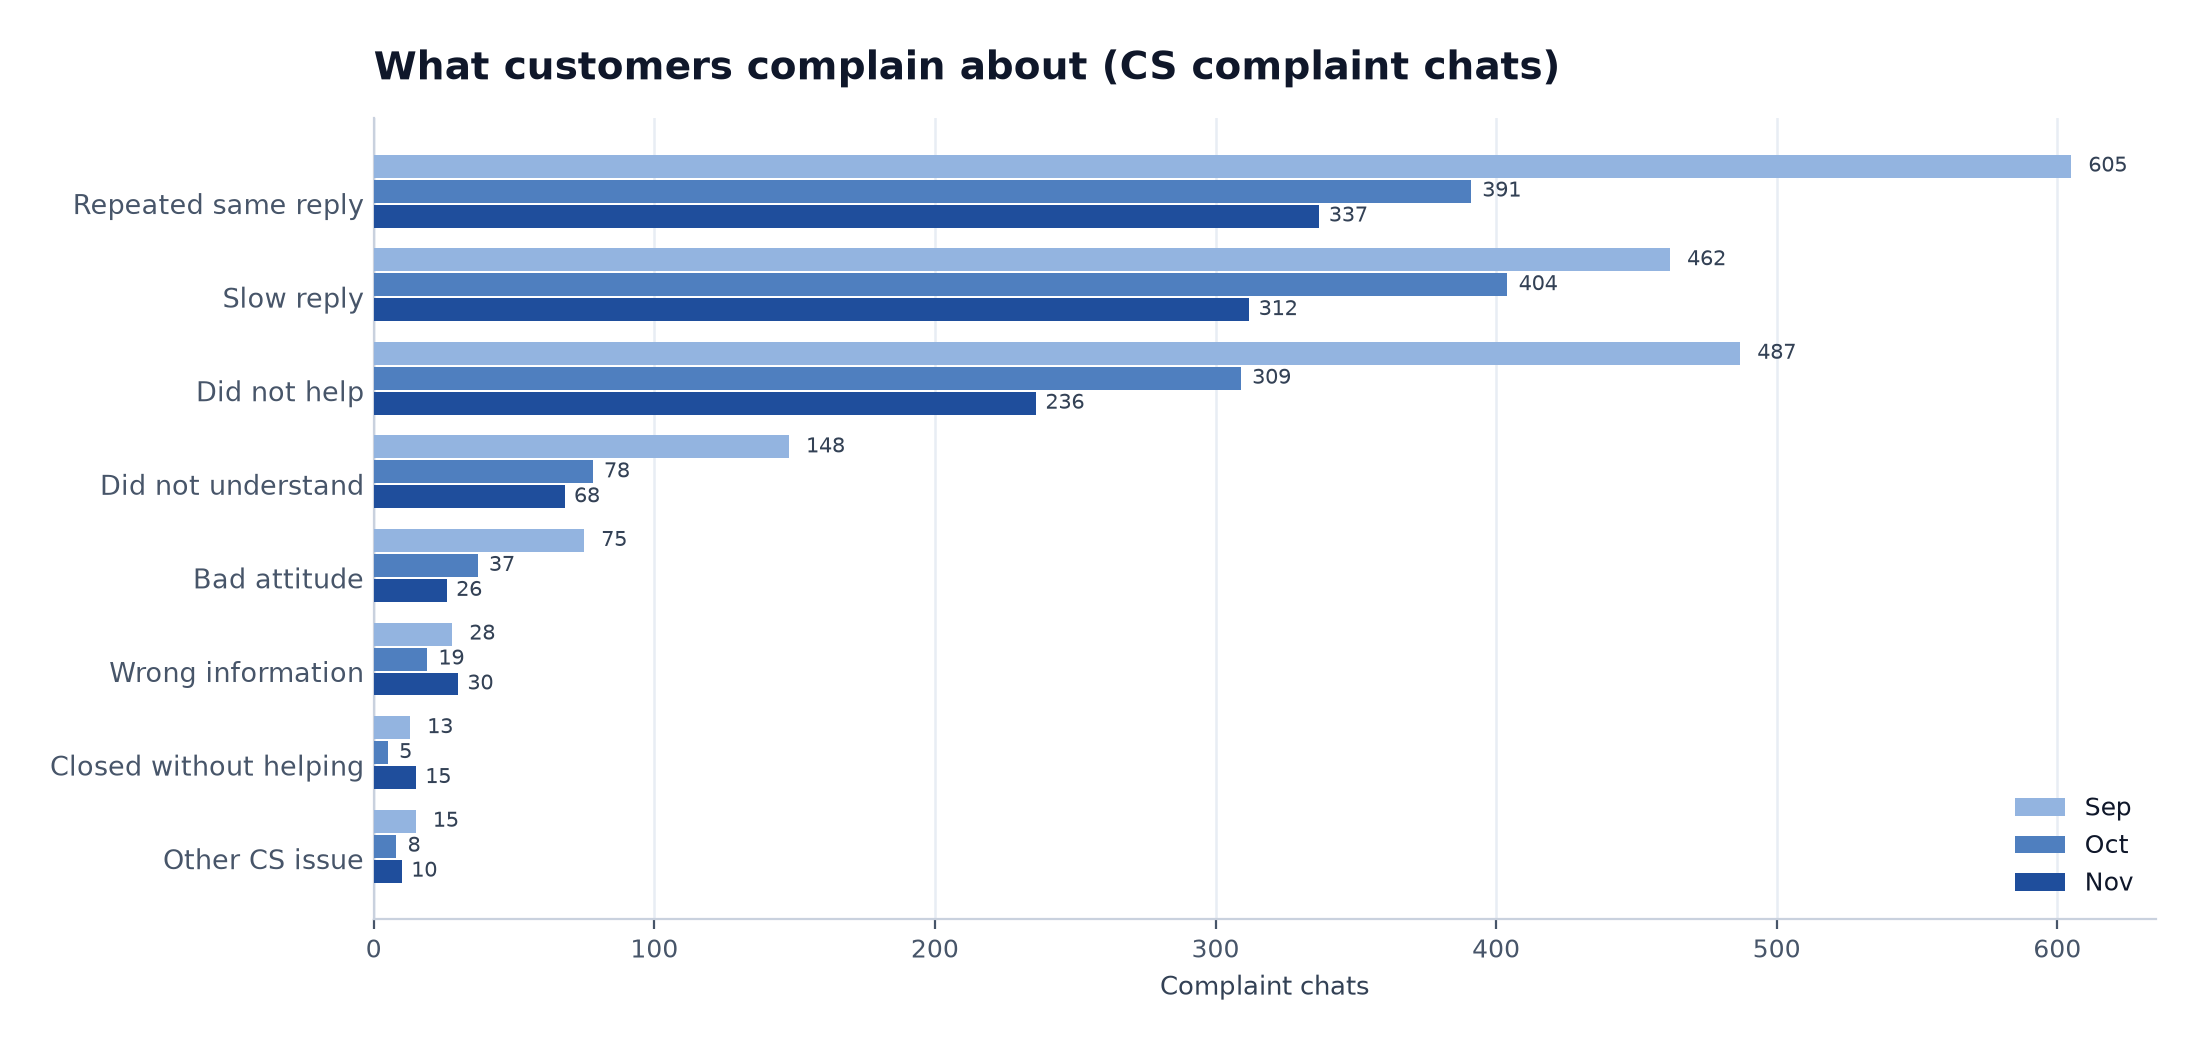 What customers complain about (CS complaint chats)
Repeated same reply
605
391
337
Slow reply
462
404
312
Did not help
487
309
236
Did not understand
148
78
68
Bad attitude
75
37
26
Wrong information
28
19
30
Closed without helping
13
5
15
Other CS issue
15
8
10
Sep
Oct
Nov
0 100 200 300 400 500 600
Complaint chats